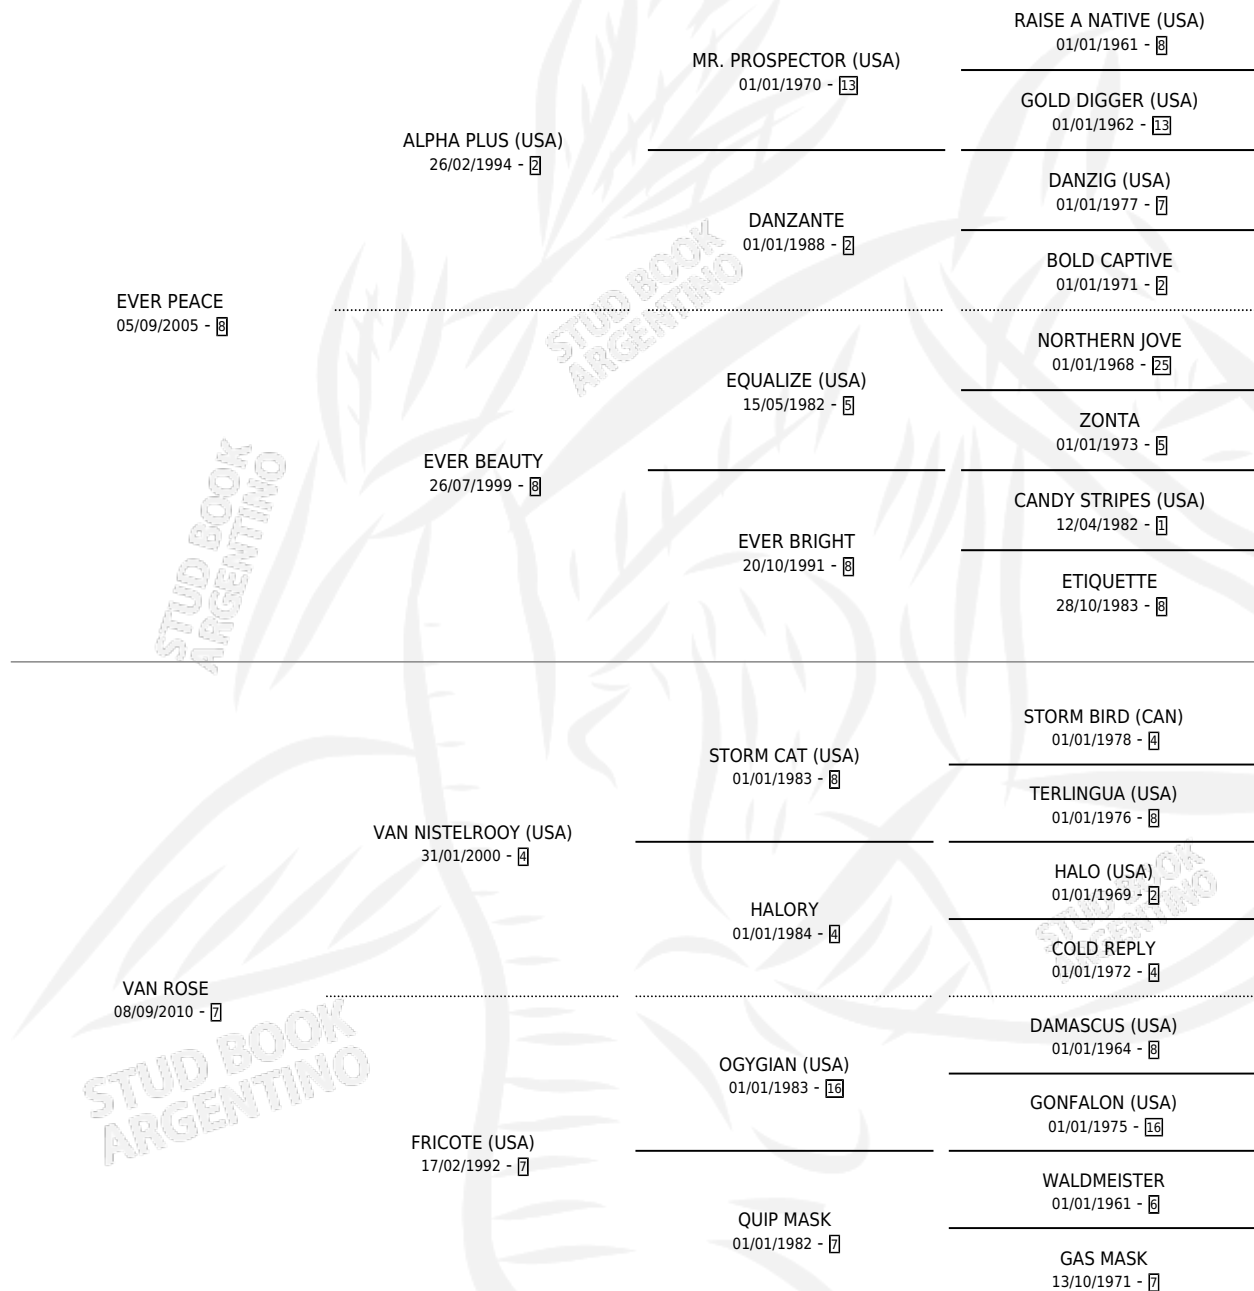 RAISE A NATIVE (USA)
01/01/1961 - 8
MR. PROSPECTOR (USA)
01/01/1970 - 13
GOLD DIGGER (USA)
01/01/1962 - 13
ALPHA PLUS (USA)
26/02/1994 - 2
DANZIG (USA)
01/01/1977 - 7
DANZANTE
01/01/1988 - 2
BOLD CAPTIVE
01/01/1971 - 2
EVER PEACE
05/09/2005 - 8
NORTHERN JOVE
01/01/1968 - 25
EQUALIZE (USA)
15/05/1982 - 5
ZONTA
01/01/1973 - 5
EVER BEAUTY
26/07/1999 - 8
CANDY STRIPES (USA)
12/04/1982 - 1
EVER BRIGHT
20/10/1991 - 8
ETIQUETTE
28/10/1983 - 8
STORM BIRD (CAN)
01/01/1978 - 4
STORM CAT (USA)
01/01/1983 - 8
TERLINGUA (USA)
01/01/1976 - 8
VAN NISTELROOY (USA)
31/01/2000 - 4
HALO (USA)
01/01/1969 - 2
HALORY
01/01/1984 - 4
COLD REPLY
01/01/1972 - 4
VAN ROSE
08/09/2010 - 7
DAMASCUS (USA)
01/01/1964 - 8
OGYGIAN (USA)
01/01/1983 - 16
GONFALON (USA)
01/01/1975 - 16
FRICOTE (USA)
17/02/1992 - 7
WALDMEISTER
01/01/1961 - 6
QUIP MASK
01/01/1982 - 7
GAS MASK
13/10/1971 - 7
STUD BOOK
ARGENTINO
STUD BOOK
ARGENTINO
STUD BOOK
ARGENTINO
STUD BOOK
ARGENTINO